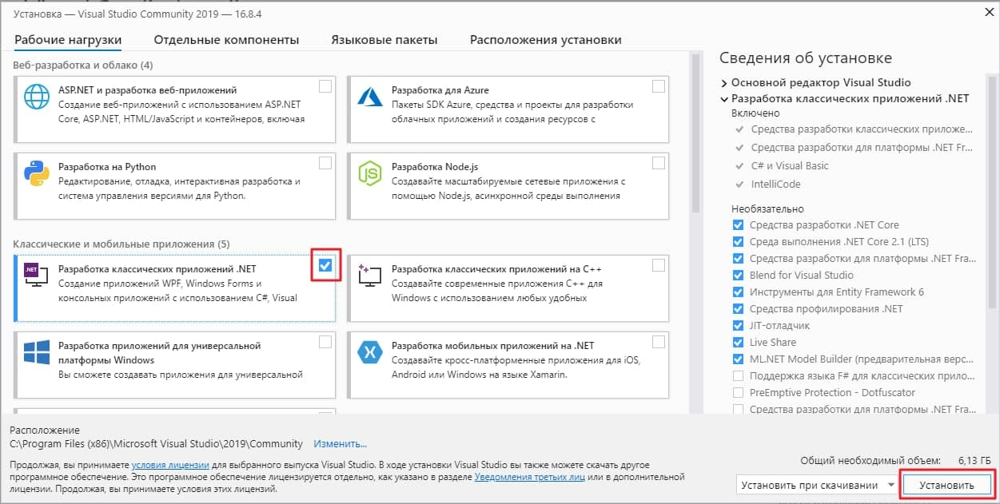 Установка — Visual Studio Community 2019 — 16.8.4
Рабочие нагрузки
Отдельные компоненты
Языковые пакеты
Расположения установки
Веб-разработка и облако (4)
ASP.NET и разработка веб-приложений
Создание веб-приложений с использованием ASP.NET
Core, ASP.NET, HTML/JavaScript и контейнеров, включая
Разработка для Azure
Пакеты SDK Azure, средства и проекты для разработки
облачных приложений и создания ресурсов с
Разработка на Python
Редактирование, отладка, интерактивная разработка и
система управления версиями для Python.
JS
Разработка Node.js
Создавайте масштабируемые сетевые приложения с
помощью Node.js, асинхронной среды выполнения
Классические и мобильные приложения (5)
.NET
Разработка классических приложений .NET
Создание приложений WPF, Windows Forms и
консольных приложений с использованием C#, Visual
Разработка классических приложений на C++
Создавайте современные приложения C++ для
Windows с использованием любых удобных
Разработка приложений для универсальной
платформы Windows
Вы сможете создавать приложения для универсальной
Разработка мобильных приложений на .NET
Создавайте кросс-платформенные приложения для iOS,
Android или Windows на языке Xamarin.
Сведения об установке
Основной редактор Visual Studio
Разработка классических приложений .NET
Включено
Средства разработки классических приложе...
Средства разработки для платформы .NET Fr...
C# и Visual Basic
IntelliCode
Необязательно
Средства разработки .NET Core
Среда выполнения .NET Core 2.1 (LTS)
Средства разработки для платформы .NET Fra...
Blend for Visual Studio
Инструменты для Entity Framework 6
Средства профилирования .NET
JIT-отладчик
Live Share
ML.NET Model Builder (предварительная верс...
Поддержка языка F# для классических прило...
PreEmptive Protection - Dotfuscator
Средства разработки для платформы .NET Fra...
Расположение
C:\Program Files (x86)\Microsoft Visual Studio\2019\Community Изменить...
Продолжая, вы принимаете условия лицензии для выбранного выпуска Visual Studio. В ходе установки Visual Studio вы также можете скачать другое
программное обеспечение. Это программное обеспечение лицензируется отдельно, как указано в разделе Уведомления третьих лиц или в дополнительной
лицензии. Продолжая, вы принимаете условия этих лицензий.
Общий необходимый объем: 6,13 ГБ
Установить при скачивании
Установить